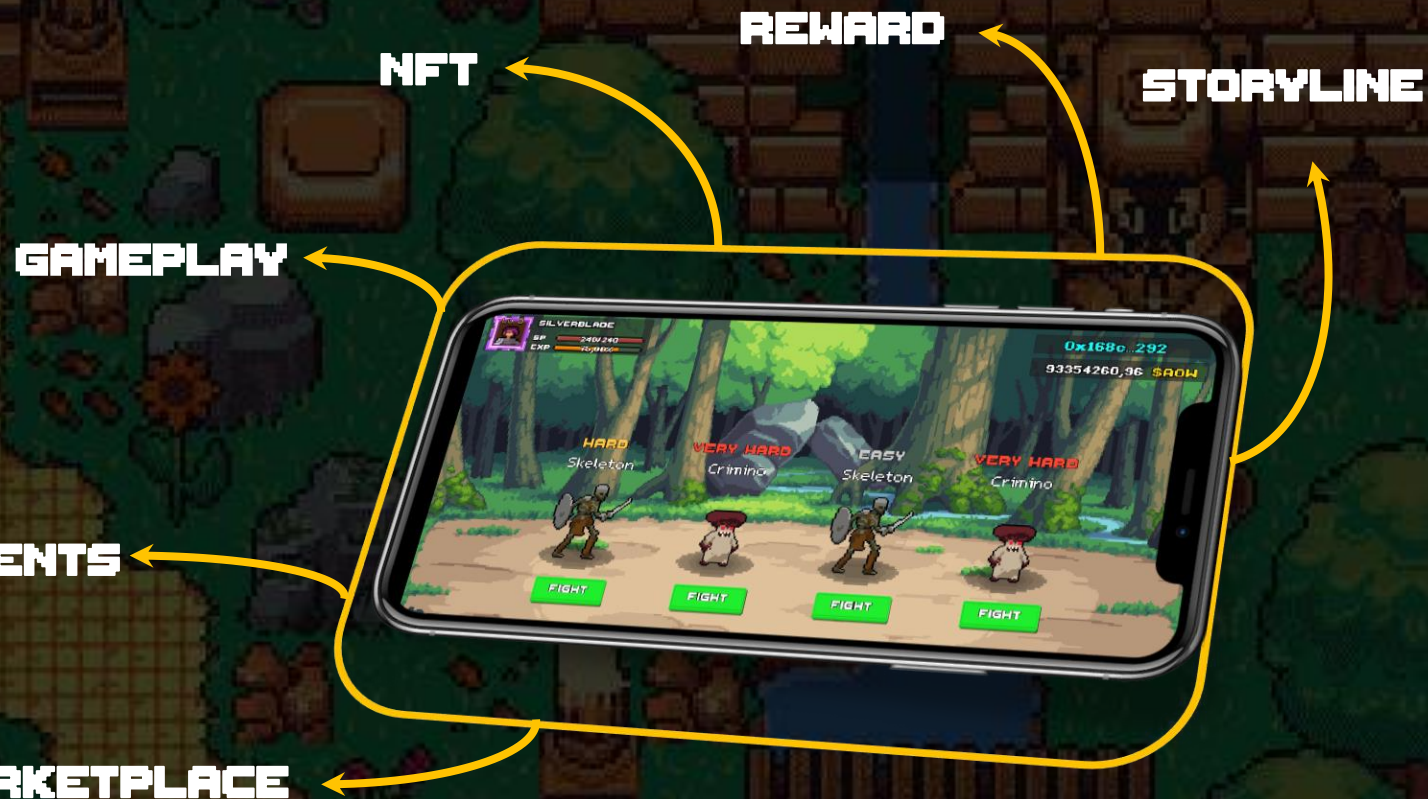 REWARD
NFT
STORYLINE
GAMEPLAY
SILVERBLADE
SP 240/240
EXP
0x168c...292
93354260,96 $AOW
HARD
Skeleton
VERY HARD
Crimino
EASY
Skeleton
VERY HARD
Crimino
FIGHT
FIGHT
FIGHT
FIGHT
ENTS
RKETPLACE